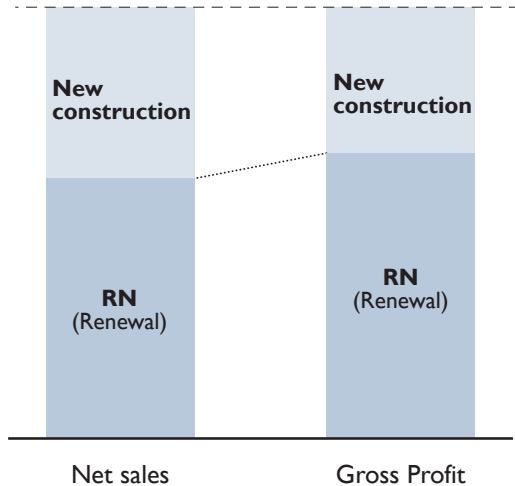 New
construction
New
construction
RN
(Renewal)
RN
(Renewal)
Net sales
Gross Profit